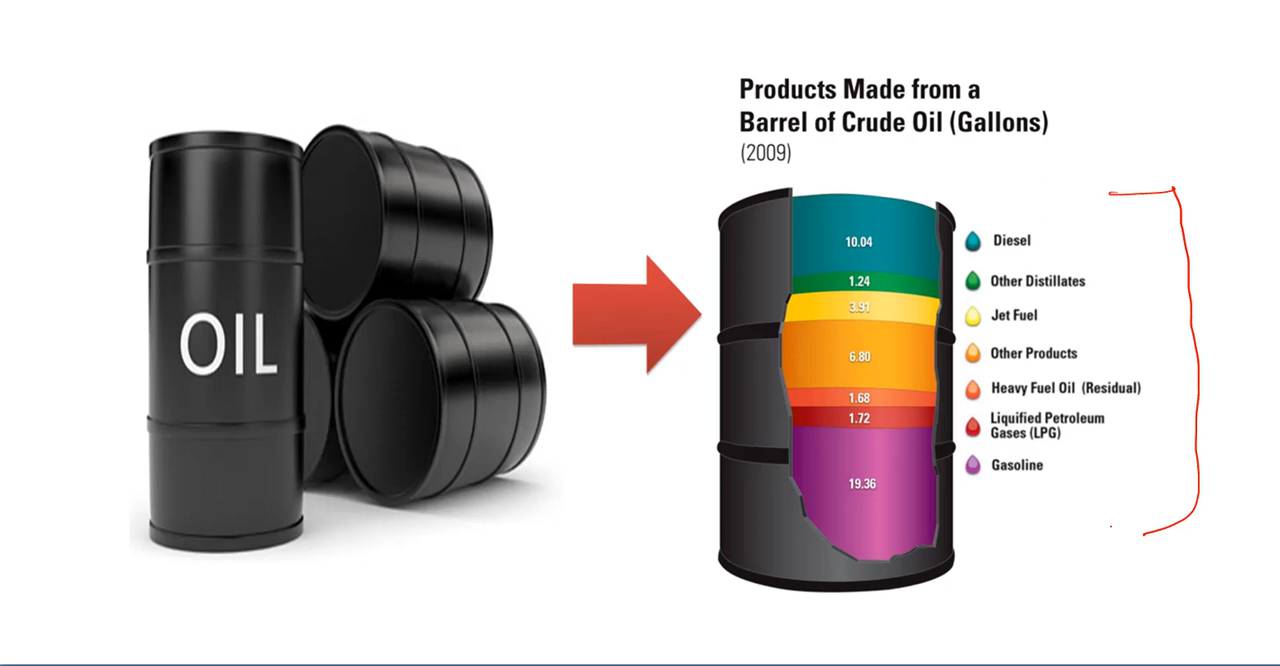 OIL
Products Made from a
Barrel of Crude Oil (Gallons)
(2009)
10.04
1.24
3.91
6.80
1.68
1.72
19.36
Diesel
Other Distillates
Jet Fuel
Other Products
Heavy Fuel Oil (Residual)
Liquified Petroleum
Gases (LPG)
Gasoline